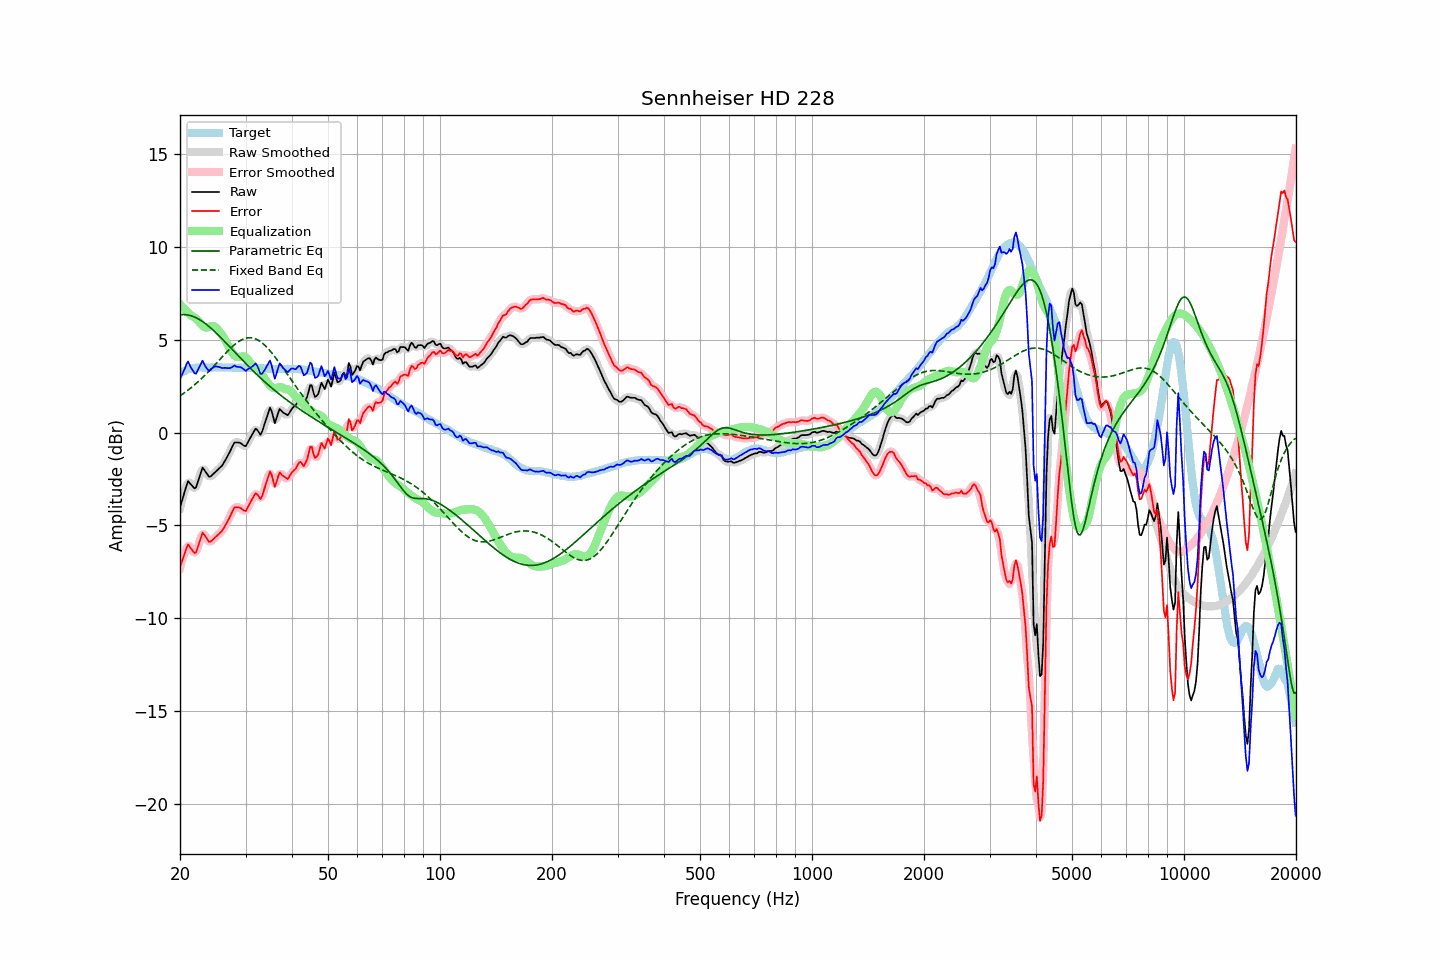 Sennheiser HD 228
Target
Raw Smoothed
Error Smoothed
Raw
Error
Equalization
Parametric Eq
Fixed Band Eq
Equalized
Amplitude (dBr)
15
10
5
0
−5
−10
−15
−20
20 50 100 200 500 1000 2000 5000 10000 20000
Frequency (Hz)